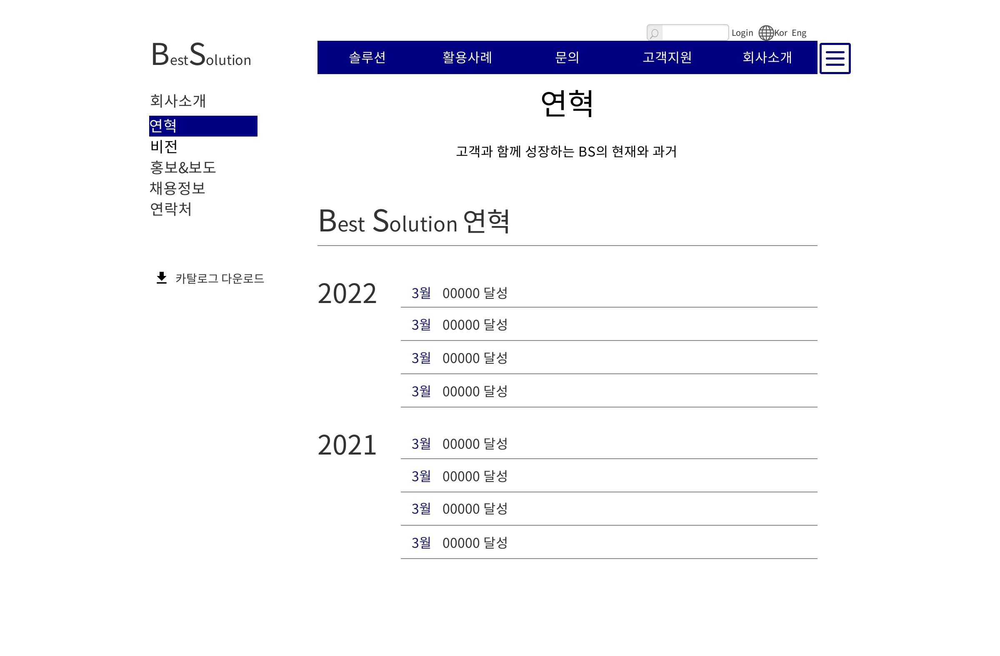 Login Kor Eng
BestSolution
솔루션 활용사례 문의 고객지원 회사소개
회사소개
연혁
비전
홍보&보도
채용정보
연락처
카탈로그 다운로드
연혁
고객과 함께 성장하는 BS의 현재와 과거
Best Solution 연혁
2022 3월 00000 달성
3월 00000 달성
3월 00000 달성
3월 00000 달성
2021 3월 00000 달성
3월 00000 달성
3월 00000 달성
3월 00000 달성